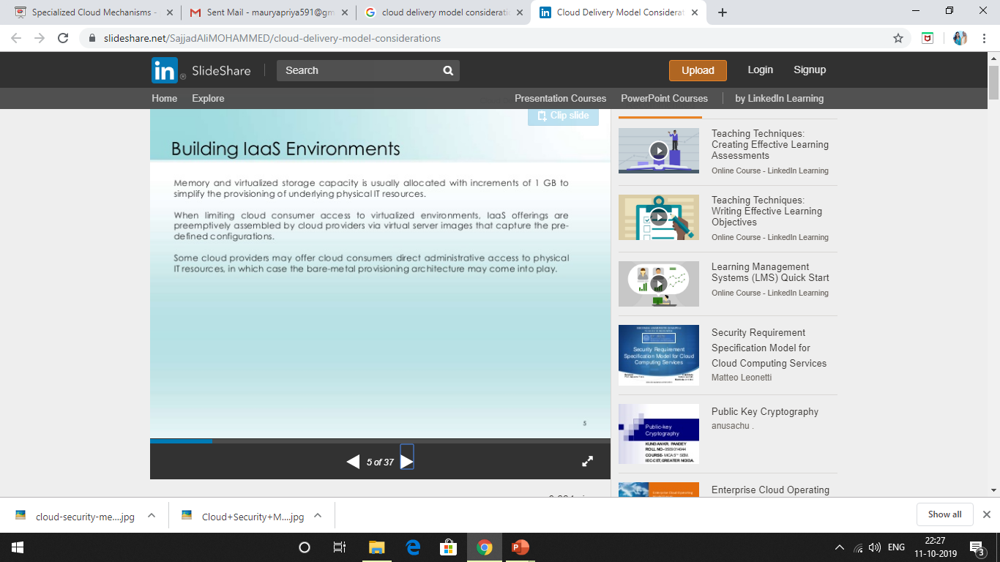 Specialized Cloud Mechanisms -
Sent Mail - mauryapriya591@gm
cloud delivery model considerati
Cloud Delivery Model Considerat
slideshare.net/SajjadAliMOHAMMED/cloud-delivery-model-considerations
in SlideShare
Search
Upload
Login
Signup
Home
Explore
Presentation Courses
PowerPoint Courses
by LinkedIn Learning
Clip slide
Building IaaS Environments
Memory and virtualized storage capacity is usually allocated with increments of 1 GB to
simplify the provisioning of underlying physical IT resources.
When limiting cloud consumer access to virtualized environments, IaaS offerings are
preemptively assembled by cloud providers via virtual server images that capture the pre-
defined configurations.
Some cloud providers may offer cloud consumers direct administrative access to physical
IT resources, in which case the bare-metal provisioning architecture may come into play.
5
5 of 37
Teaching Techniques:
Creating Effective Learning
Assessments
Online Course - LinkedIn Learning
Teaching Techniques:
Writing Effective Learning
Objectives
Online Course - LinkedIn Learning
Learning Management
Systems (LMS) Quick Start
Online Course - LinkedIn Learning
Security Requirement
Specification Model for Cloud
Computing Services
Security Requirement
Specification Model for
Cloud Computing Services
Matteo Leonetti
Public-key
Cryptography
KUNDAN KR. PANDEY
ROLL NO-0509014044
COURSE- MCA 5TH SEM.
IEC CET, GREATER NOIDA.
Public Key Cryptography
anusachu .
Enterprise Cloud Operating
cloud-security-me....jpg
Cloud+Security+M....jpg
Show all
ENG
22:27
11-10-2019
3